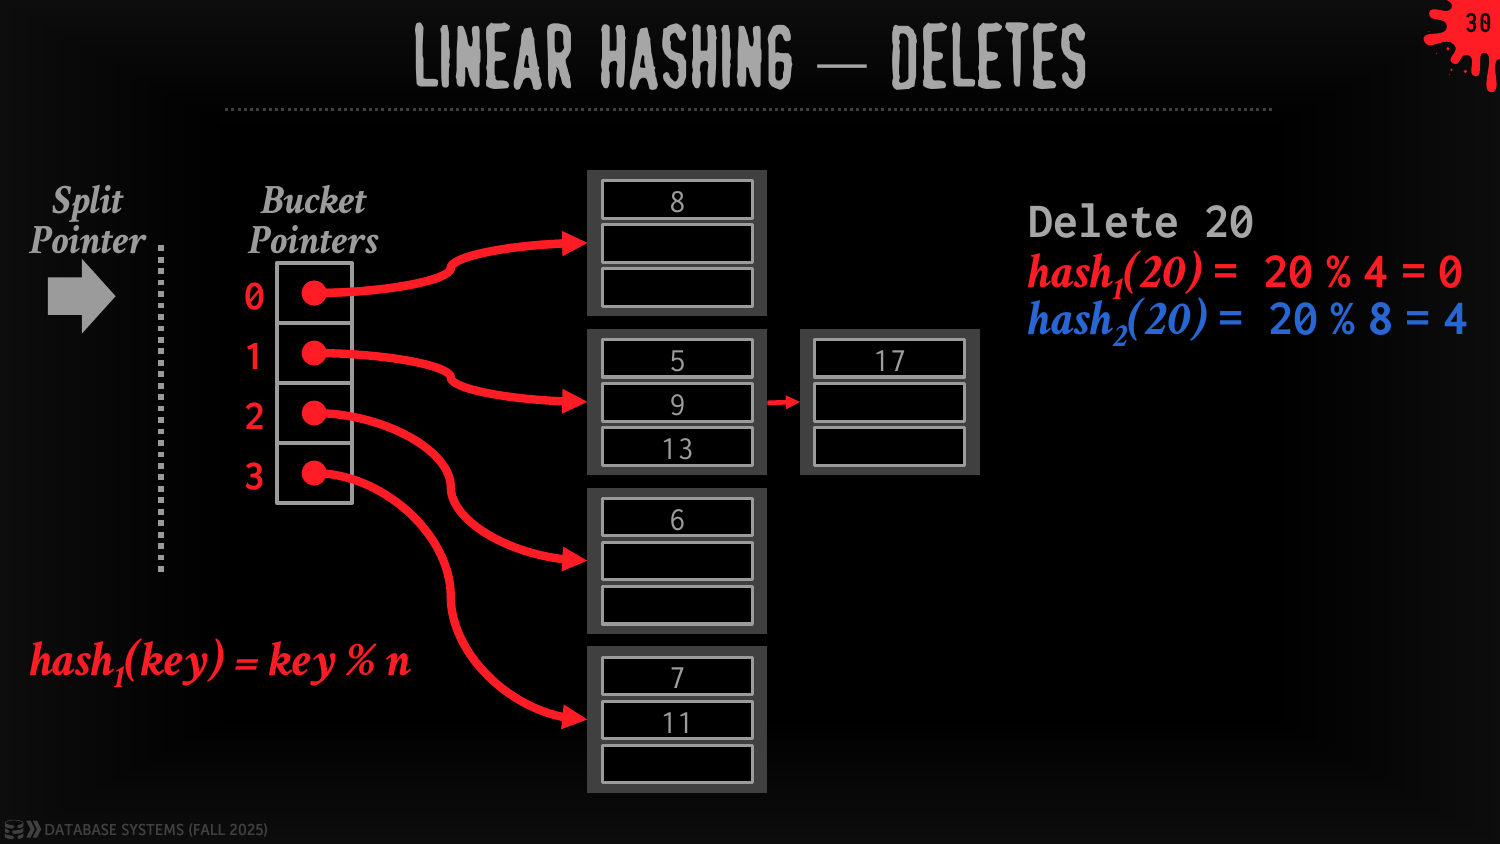 LINEAR HASHING — DELETES
30
Split
Pointer
Bucket
Pointers
0
1
2
3
8
5
9
13
17
6
7
11
Delete 20
hash1(20) = 20 % 4 = 0
hash2(20) = 20 % 8 = 4
hash1(key) = key % n
DATABASE SYSTEMS (FALL 2025)